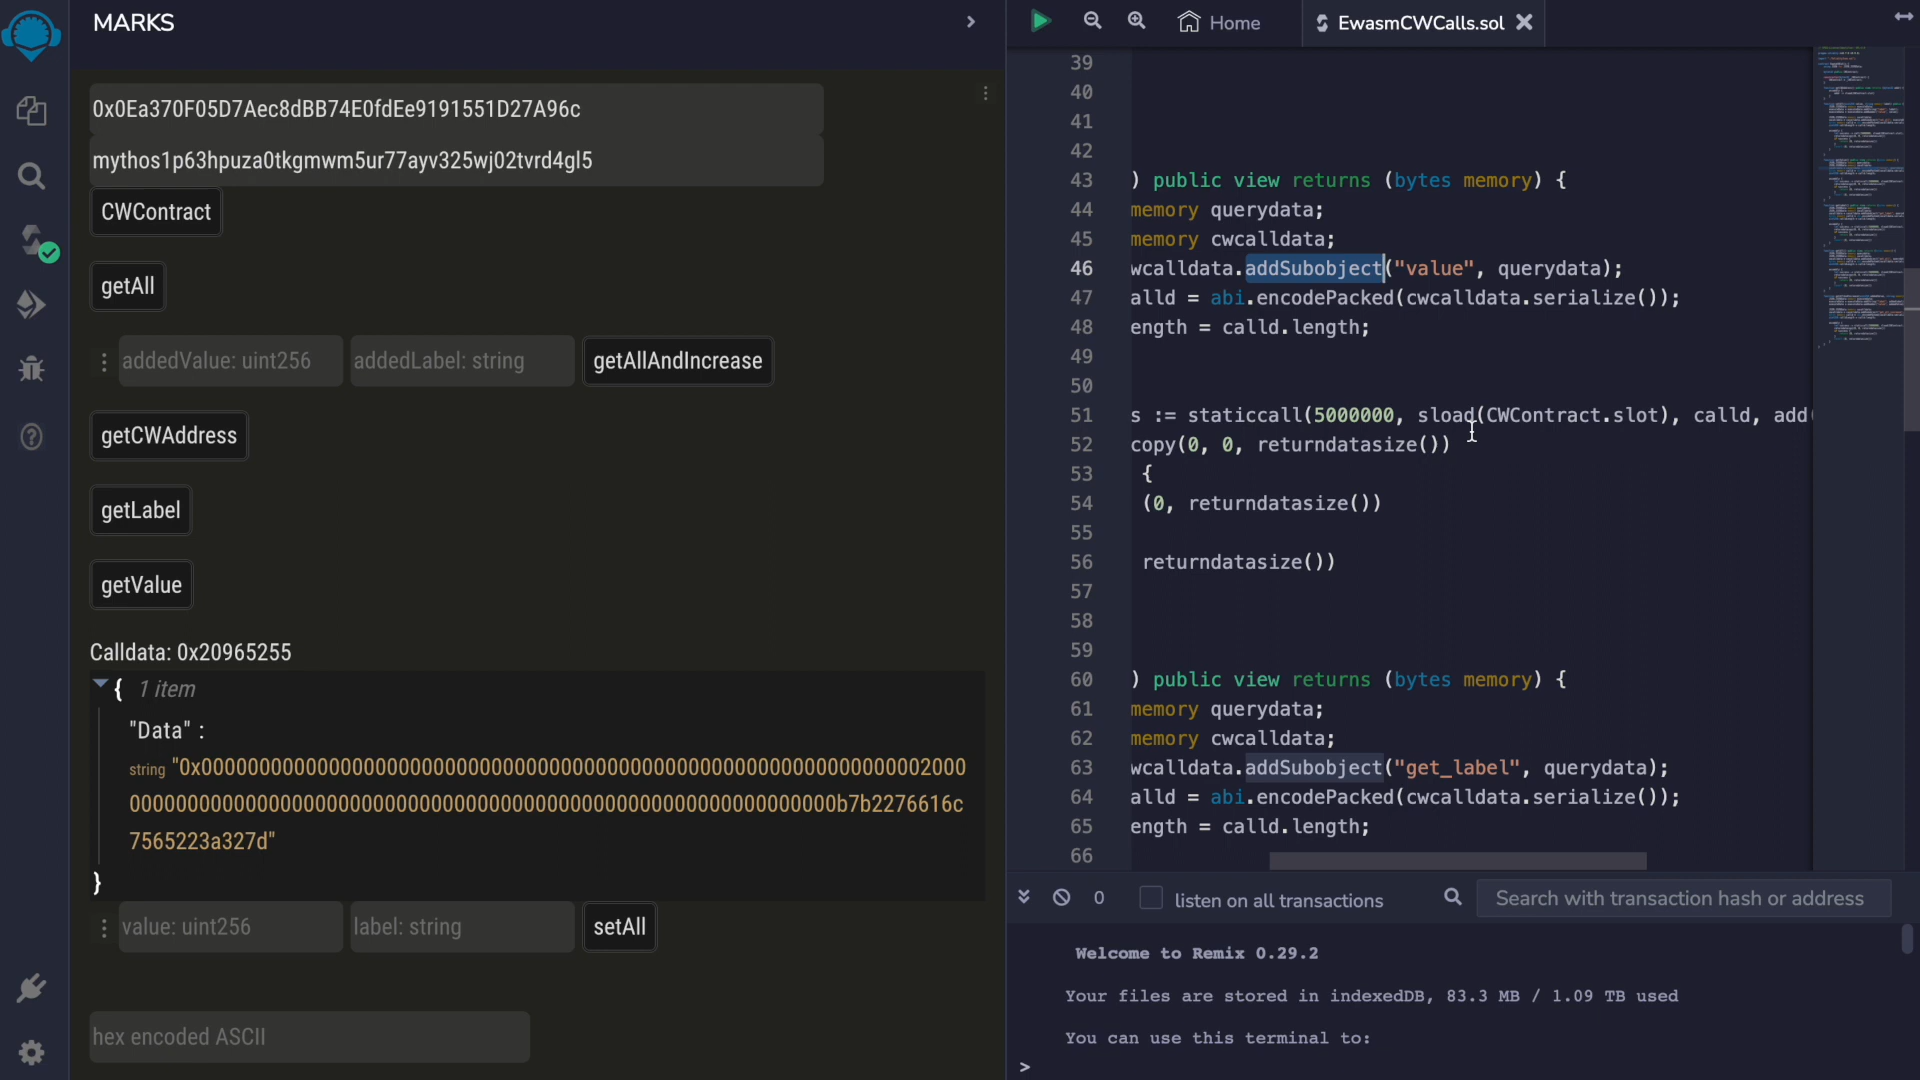 MARKS
0x0Ea370F05D7Aec8dBB74E0fdEe9191551D27A96c
mythos1p63hpuza0tkgmwm5ur77ayv325wj02tvrd4gl5
CWContract
getAll
addedValue: uint256 addedLabel: string getAllAndIncrease
getCWAddress
getLabel
getValue
Calldata: 0x20965255
{ 1 item
"Data" :
string "0x0000000000000000000000000000000000000000000000000000000000000002000
0000000000000000000000000000000000000000000000000000000000b7b2276616c
7565223a327d"
}
value: uint256 label: string setAll
hex encoded ASCII
Home EwasmCWCalls.sol
39
40
41
42
43 ) public view returns (bytes memory) {
44 memory querydata;
45 memory cwcalldata;
46 wcalldata.addSubobject("value", querydata);
47 alld = abi.encodePacked(cwcalldata.serialize());
48 ength = calld.length;
49
50
51 s := staticcall(5000000, sload(CWContract.slot), calld, add(
52 copy(0, 0, returndatasize())
53 {
54 (0, returndatasize())
55
56 returndatasize())
57
58
59
60 ) public view returns (bytes memory) {
61 memory querydata;
62 memory cwcalldata;
63 wcalldata.addSubobject("get_label", querydata);
64 alld = abi.encodePacked(cwcalldata.serialize());
65 ength = calld.length;
66
0 listen on all transactions Search with transaction hash or address
Welcome to Remix 0.29.2
Your files are stored in indexedDB, 83.3 MB / 1.09 TB used
You can use this terminal to:
>